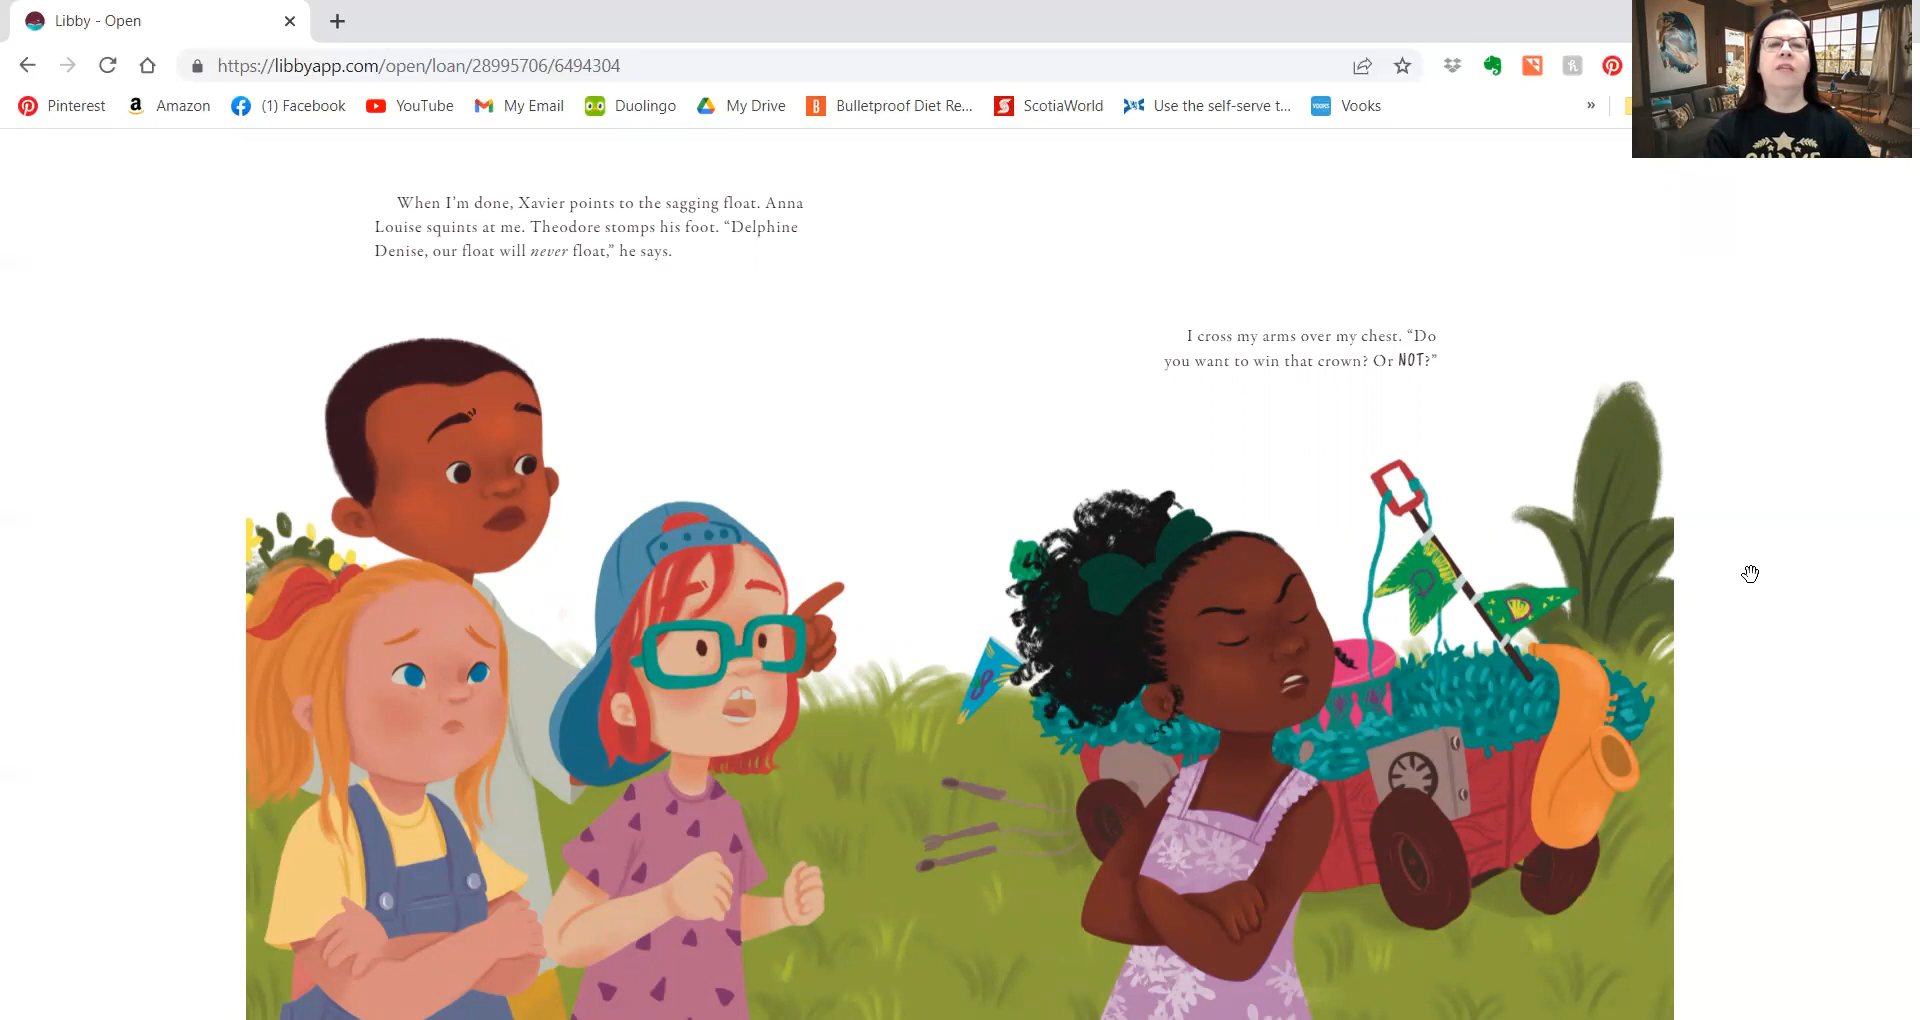 Libby - Open
https://libbyapp.com/open/loan/28995706/6494304
Pinterest
Amazon
(1) Facebook
YouTube
My Email
Duolingo
My Drive
Bulletproof Diet Re...
ScotiaWorld
Use the self-serve t...
Vooks
»
When I’m done, Xavier points to the sagging float. Anna
Louise squints at me. Theodore stomps his foot. “Delphine
Denise, our float will never float,” he says.
I cross my arms over my chest. “Do
you want to win that crown? Or NOT?”